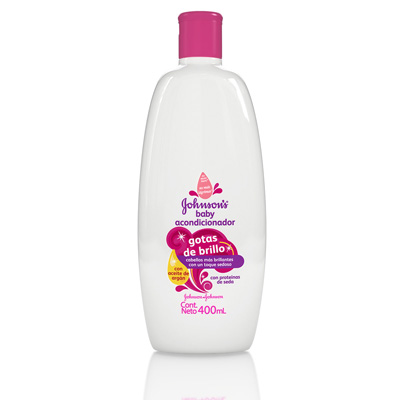 Johnson's
baby
acondicionador
gotas
de brillo
cabellos más brillantes
con un toque sedoso
con
aceite de
argán
con proteínas
de seda
Johnson & Johnson
Cont.
Neto 400mL